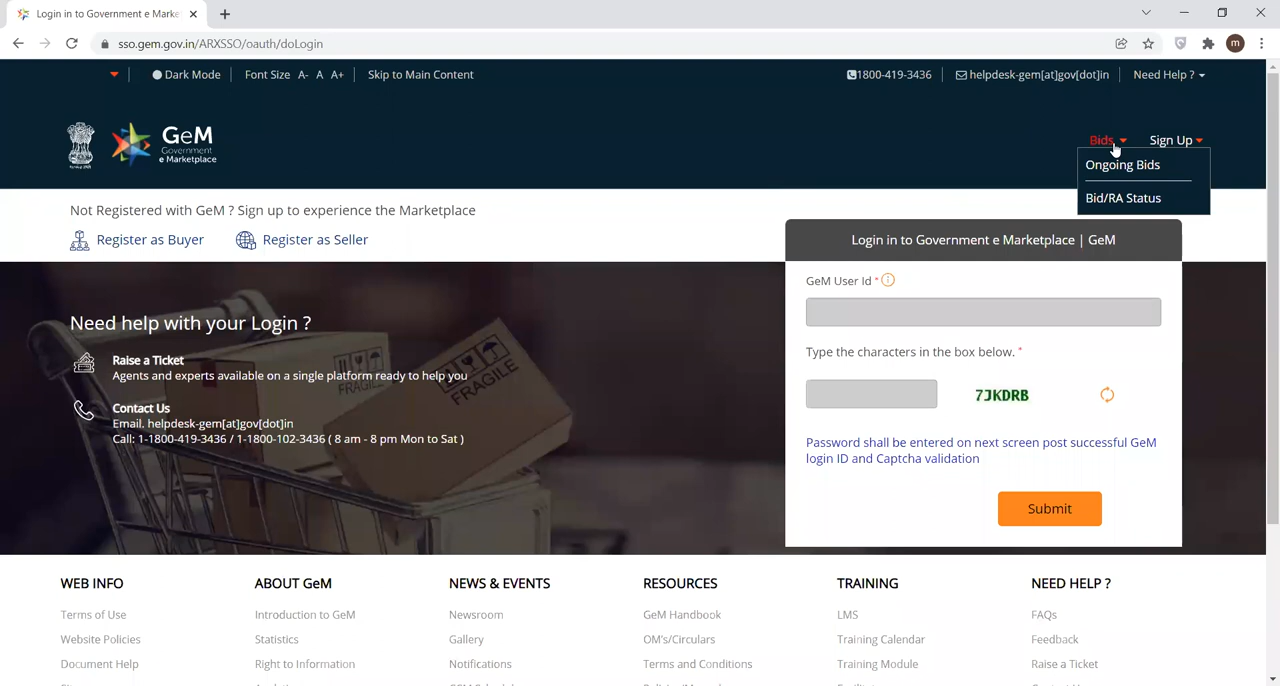 Login in to Government e Marke
sso.gem.gov.in/ARXSSO/oauth/doLogin
m
Dark Mode
Font Size A- A A+
Skip to Main Content
1800-419-3436
helpdesk-gem[at]gov[dot]in
Need Help ?
GeM
Government
e Marketplace
Bids
Sign Up
Ongoing Bids
Bid/RA Status
Not Registered with GeM ? Sign up to experience the Marketplace
Register as Buyer
Register as Seller
Login in to Government e Marketplace | GeM
GeM User Id *
Type the characters in the box below. *
7JKDRB
Password shall be entered on next screen post successful GeM
login ID and Captcha validation
Submit
Need help with your Login ?
Raise a Ticket
Agents and experts available on a single platform ready to help you
Contact Us
Email. helpdesk-gem[at]gov[dot]in
Call: 1-1800-419-3436 / 1-1800-102-3436 ( 8 am - 8 pm Mon to Sat )
FRAGILE
FRAGILE
FRAGILE
WEB INFO
Terms of Use
Website Policies
Document Help
ABOUT GeM
Introduction to GeM
Statistics
Right to Information
NEWS & EVENTS
Newsroom
Gallery
Notifications
RESOURCES
GeM Handbook
OM's/Circulars
Terms and Conditions
TRAINING
LMS
Training Calendar
Training Module
NEED HELP ?
FAQs
Feedback
Raise a Ticket